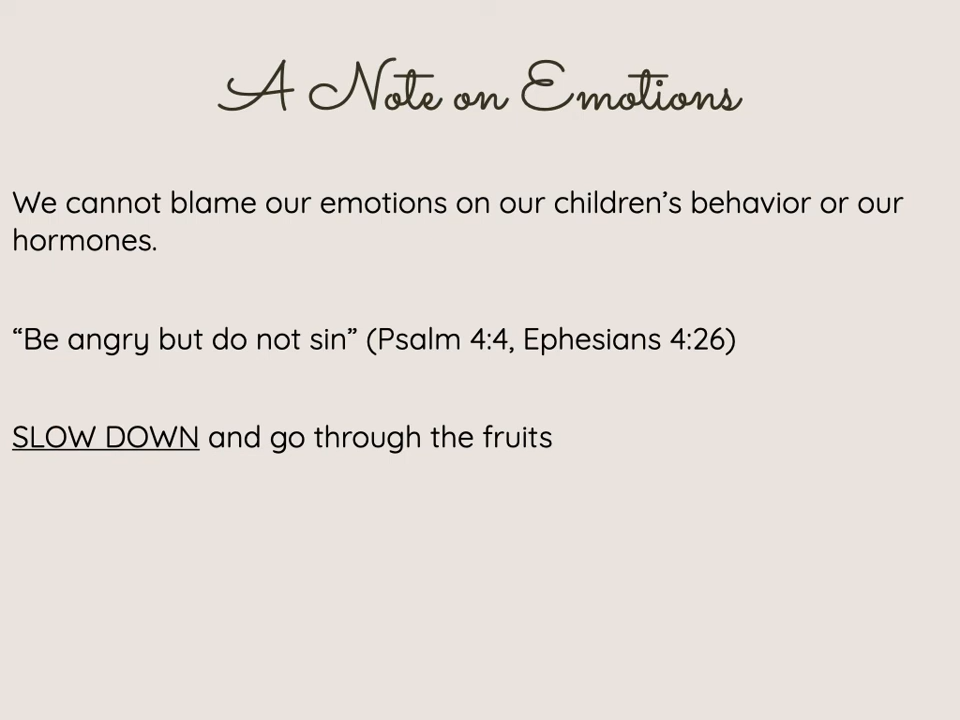 A Note on Emotions
We cannot blame our emotions on our children’s behavior or our
hormones.
“Be angry but do not sin” (Psalm 4:4, Ephesians 4:26)
SLOW DOWN and go through the fruits